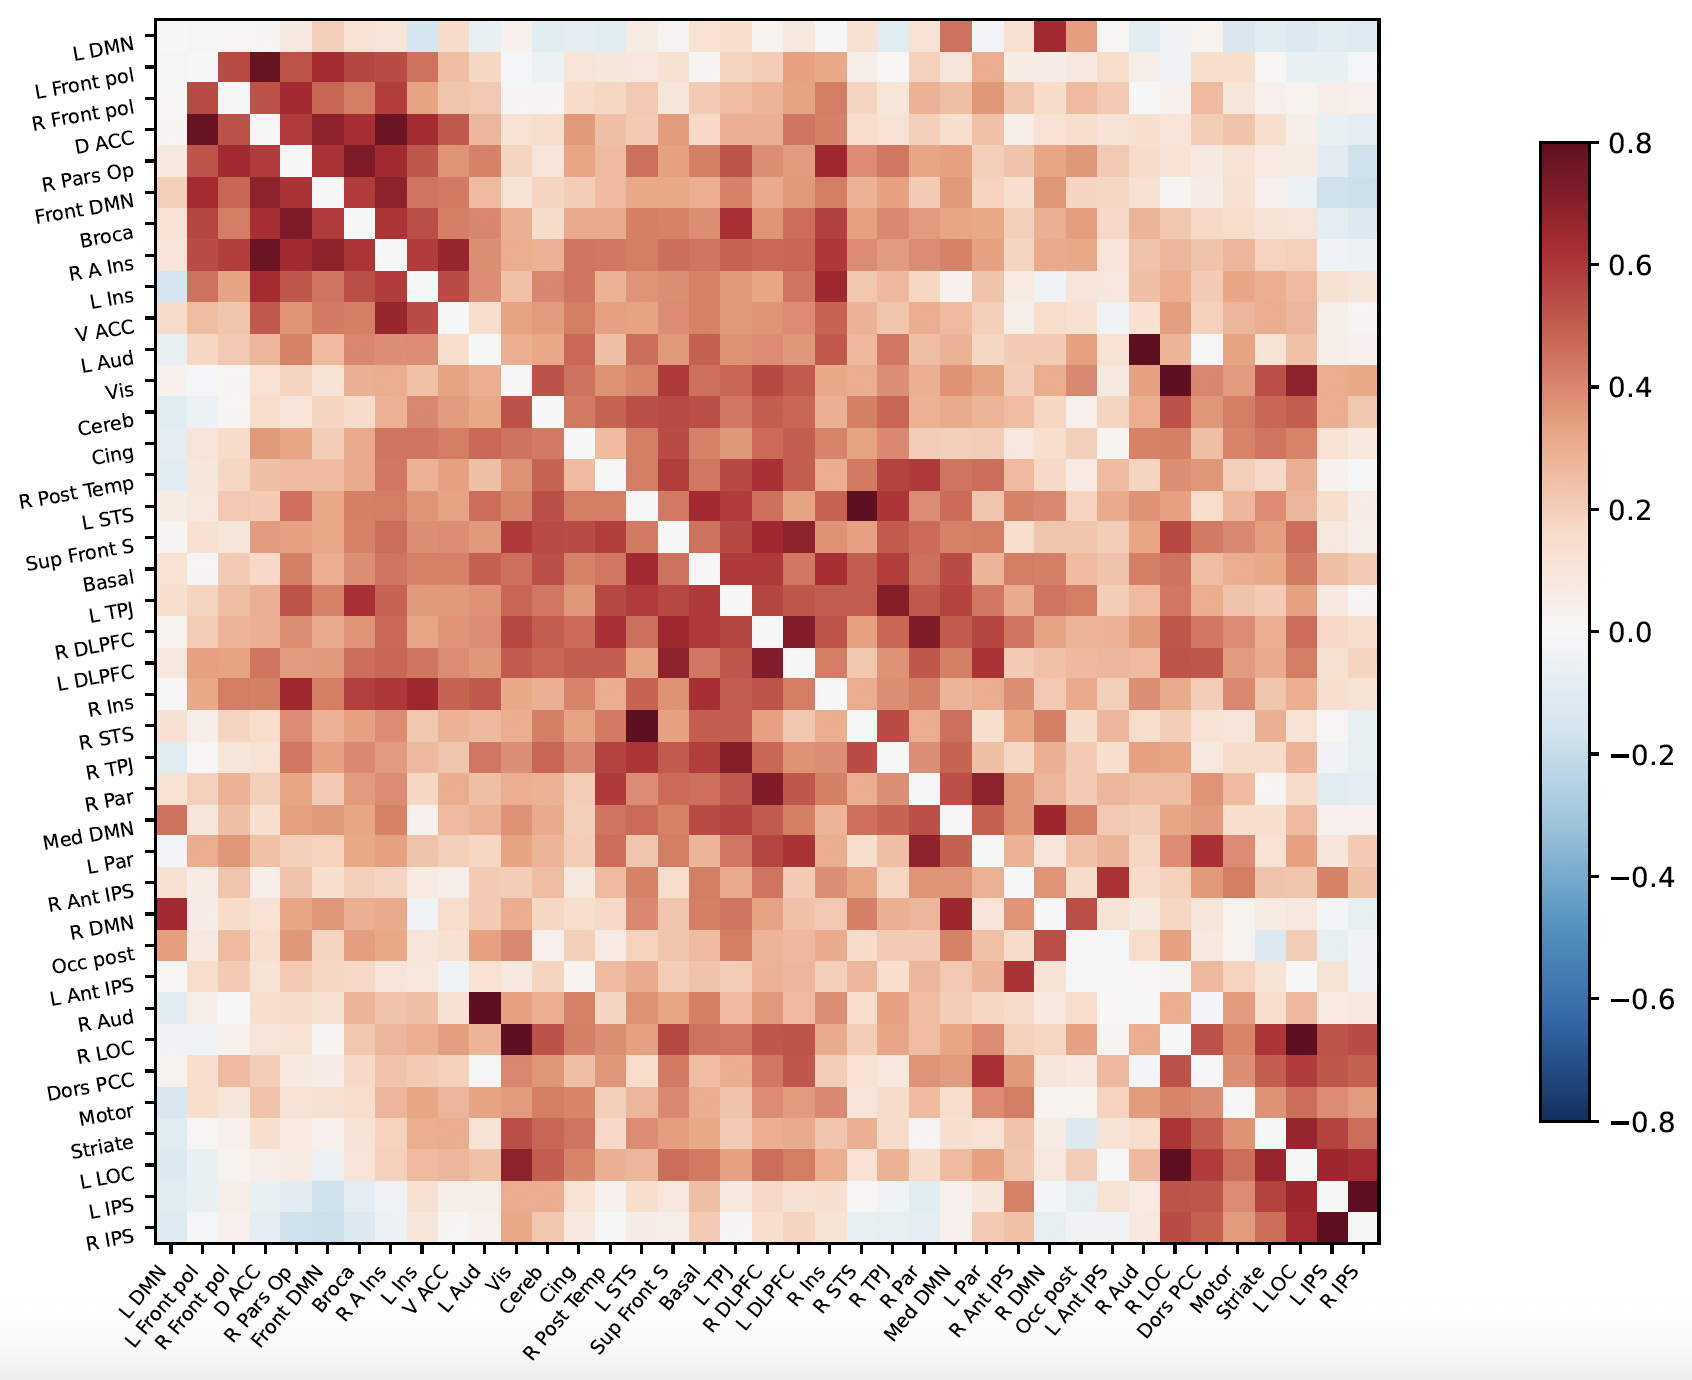 L DMN
L Front pol
R Front pol
D ACC
R Pars Op
Front DMN
Broca
R A Ins
L Ins
V ACC
L Aud
Vis
Cereb
Cing
R Post Temp
L STS
Sup Front S
Basal
L TPJ
R DLPFC
L DLPFC
R Ins
R STS
R TPJ
R Par
Med DMN
L Par
R Ant IPS
R DMN
Occ post
L Ant IPS
R Aud
R LOC
Dors PCC
Motor
Striate
L LOC
L IPS
R IPS
L DMN
L Front pol
R Front pol
D ACC
R Pars Op
Front DMN
Broca
R A Ins
L Ins
V ACC
L Aud
Vis
Cereb
Cing
R Post Temp
L STS
Sup Front S
Basal
L TPJ
R DLPFC
L DLPFC
R Ins
R STS
R TPJ
R Par
Med DMN
L Par
R Ant IPS
R DMN
Occ post
L Ant IPS
R Aud
R LOC
Dors PCC
Motor
Striate
L LOC
L IPS
R IPS
0.8
0.6
0.4
0.2
0.0
−0.2
−0.4
−0.6
−0.8